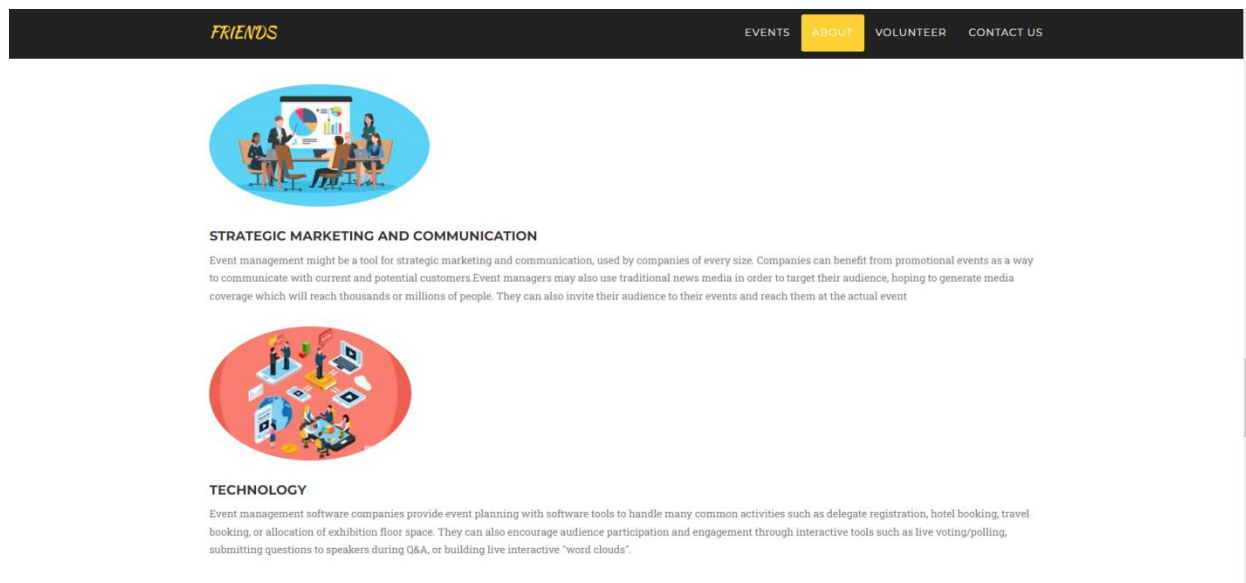 FRIENDS
EVENTS ABOUT VOLUNTEER CONTACT US
STRATEGIC MARKETING AND COMMUNICATION
Event management might be a tool for strategic marketing and communication, used by companies of every size. Companies can benefit from promotional events as a way
to communicate with current and potential customers.Event managers may also use traditional news media in order to target their audience, hoping to generate media
coverage which will reach thousands or millions of people. They can also invite their audience to their events and reach them at the actual event
TECHNOLOGY
Event management software companies provide event planning with software tools to handle many common activities such as delegate registration, hotel booking, travel
booking, or allocation of exhibition floor space. They can also encourage audience participation and engagement through interactive tools such as live voting/polling,
submitting questions to speakers during Q&A, or building live interactive "word clouds".